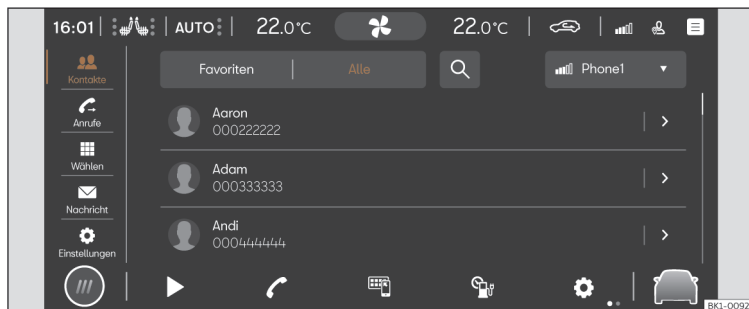 16:01 AUTO 22.0°C 22.0°C
Kontakte
Favoriten Alle Phone1
Anrufe
Wählen
Nachricht
Einstellungen
Aaron
000222222
Adam
000333333
Andi
000444444
BK1-0092